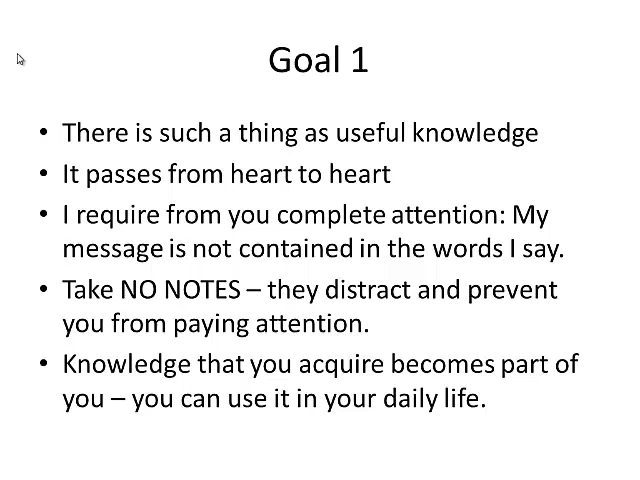 Goal 1
• There is such a thing as useful knowledge
• It passes from heart to heart
• I require from you complete attention: My
message is not contained in the words I say.
• Take NO NOTES – they distract and prevent
you from paying attention.
• Knowledge that you acquire becomes part of
you – you can use it in your daily life.